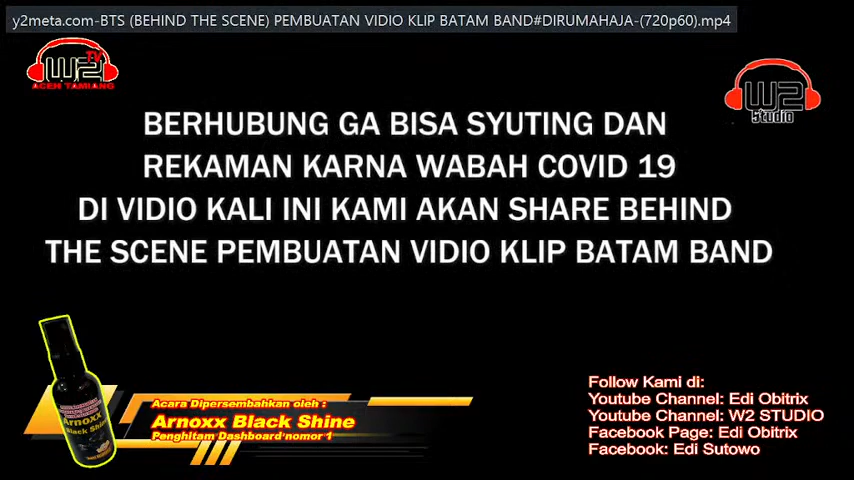 y2meta.com-BTS (BEHIND THE SCENE) PEMBUATAN VIDIO KLIP BATAM BAND#DIRUMAHAJA-(720p60).mp4
W2 TV
ACEH TAMIANG
W2
Studio
BERHUBUNG GA BISA SYUTING DAN
REKAMAN KARNA WABAH COVID 19
DI VIDIO KALI INI KAMI AKAN SHARE BEHIND
THE SCENE PEMBUATAN VIDIO KLIP BATAM BAND
Arnoxx
Black Shine
Acara Dipersembahkan oleh :
Arnoxx Black Shine
Penghitam Dashboard nomor 1
Follow Kami di:
Youtube Channel: Edi Obitrix
Youtube Channel: W2 STUDIO
Facebook Page: Edi Obitrix
Facebook: Edi Sutowo